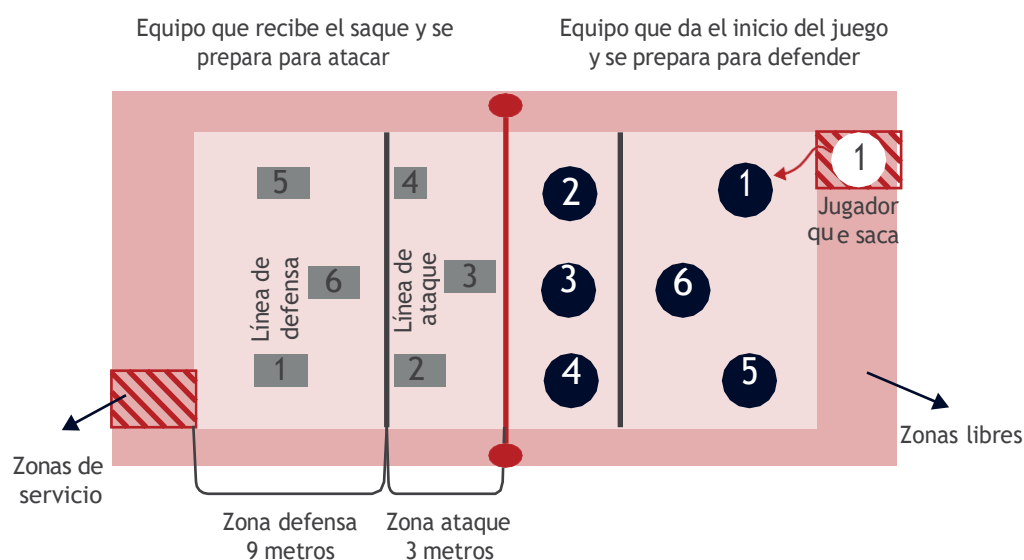 Equipo que recibe el saque y se
prepara para atacar
Equipo que da el inicio del juego
y se prepara para defender
5
4
2
1
1
Jugador
que saca
Línea de
defensa
6
Línea de
ataque
3
3
6
1
2
4
5
Zonas libres
Zonas de
servicio
Zona defensa
9 metros
Zona ataque
3 metros